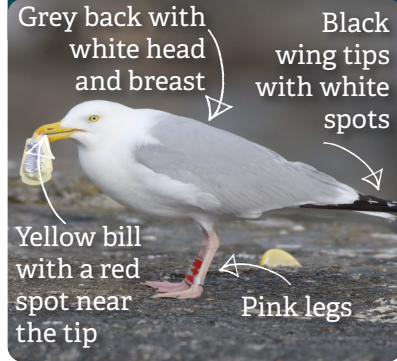 Grey back with
white head
and breast
Black
wing tips
with white
spots
Yellow bill
with a red
spot near
the tip
Pink legs